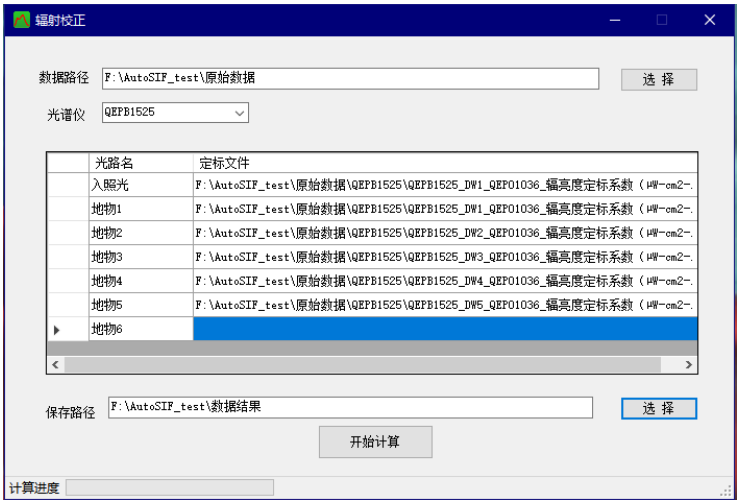 辐射校正
数据路径 F:\AutoSIF_test\原始数据 选 择
光谱仪 QEPB1525
光路名 定标文件
入照光 F:\AutoSIF_test\原始数据\QEPB1525\QEPB1525_DW1_QEP01036_辐亮度定标系数（μW-cm2-.
地物1 F:\AutoSIF_test\原始数据\QEPB1525\QEPB1525_DW1_QEP01036_辐亮度定标系数（μW-cm2-.
地物2 F:\AutoSIF_test\原始数据\QEPB1525\QEPB1525_DW2_QEP01036_辐亮度定标系数（μW-cm2-.
地物3 F:\AutoSIF_test\原始数据\QEPB1525\QEPB1525_DW3_QEP01036_辐亮度定标系数（μW-cm2-.
地物4 F:\AutoSIF_test\原始数据\QEPB1525\QEPB1525_DW4_QEP01036_辐亮度定标系数（μW-cm2-.
地物5 F:\AutoSIF_test\原始数据\QEPB1525\QEPB1525_DW5_QEP01036_辐亮度定标系数（μW-cm2-.
地物6
保存路径 F:\AutoSIF_test\数据结果 选 择
开始计算
计算进度